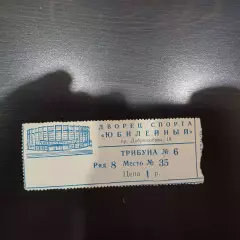 ДВОРЕЦ СПОРТА
«ЮБИЛЕЙНЫЙ»
пр. Добролюбова, 18
ТРИБУНА № 6
Ряд 8 Место № 35
Цена 1 р.